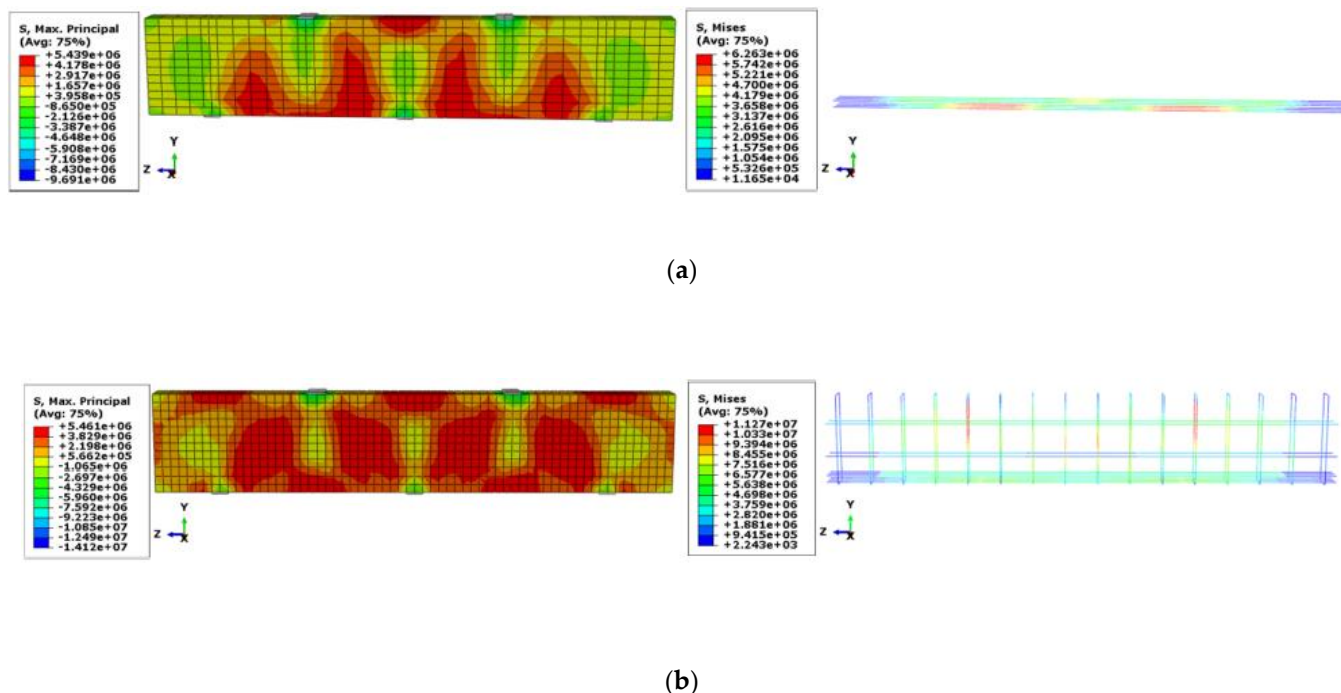 S, Max. Principal
(Avg: 75%)
+5.439e+06
+4.178e+06
+2.917e+06
+1.657e+06
+3.958e+05
-8.650e+05
-2.126e+06
-3.387e+06
-4.648e+06
-5.908e+06
-7.169e+06
-8.430e+06
-9.691e+06
Y
Z
X
S, Mises
(Avg: 75%)
+6.263e+06
+5.742e+06
+5.221e+06
+4.700e+06
+4.179e+06
+3.658e+06
+3.137e+06
+2.616e+06
+2.095e+06
+1.575e+06
+1.054e+06
+5.326e+05
+1.165e+04
Y
Z
X
(a)
S, Max. Principal
(Avg: 75%)
+5.461e+06
+3.829e+06
+2.198e+06
+5.662e+05
-1.065e+06
-2.697e+06
-4.329e+06
-5.960e+06
-7.592e+06
-9.223e+06
-1.085e+07
-1.249e+07
-1.412e+07
Y
Z
X
S, Mises
(Avg: 75%)
+1.127e+07
+1.033e+07
+9.394e+06
+8.455e+06
+7.516e+06
+6.577e+06
+5.638e+06
+4.698e+06
+3.759e+06
+2.820e+06
+1.881e+06
+9.415e+05
+2.243e+03
Y
Z
X
(b)